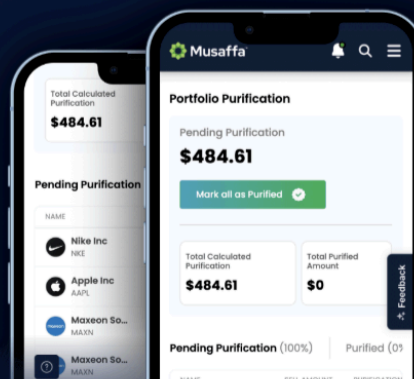 Total Calculated
Purification
$484.61
Pending Purification
NAME
Nike Inc
NKE
Apple Inc
AAPL
Maxeon So...
MAXN
Maxeon So...
MAXN
Musaffa
Portfolio Purification
Pending Purification
$484.61
Mark all as Purified
Total Calculated
Purification
$484.61
Total Purified
Amount
$0
Feedback
Pending Purification (100%)
Purified (0%